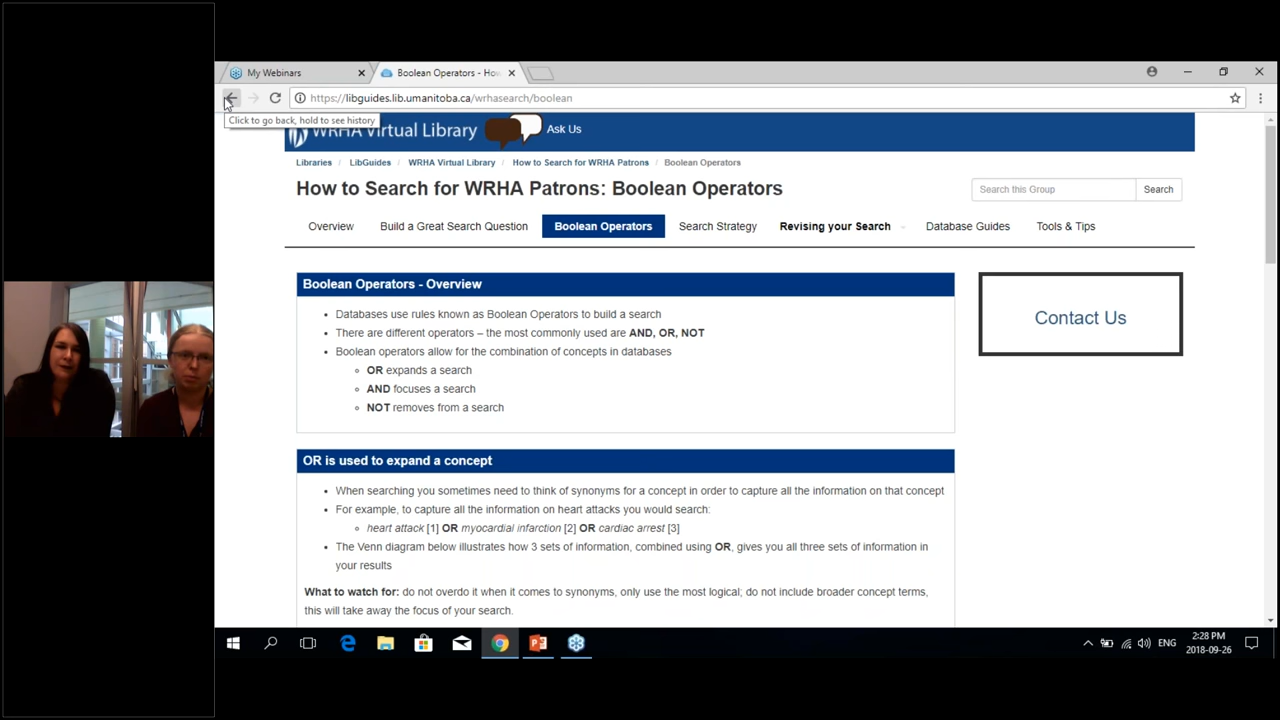 My Webinars
Boolean Operators - How
https://libguides.lib.umanitoba.ca/wrhasearch/boolean
Click to go back, hold to see history
WRHA Virtual Library
Ask Us
Libraries / LibGuides / WRHA Virtual Library / How to Search for WRHA Patrons / Boolean Operators
How to Search for WRHA Patrons: Boolean Operators
Search this Group
Search
Overview
Build a Great Search Question
Boolean Operators
Search Strategy
Revising your Search
Database Guides
Tools & Tips
Boolean Operators - Overview
Databases use rules known as Boolean Operators to build a search
There are different operators – the most commonly used are AND, OR, NOT
Boolean operators allow for the combination of concepts in databases
OR expands a search
AND focuses a search
NOT removes from a search
Contact Us
OR is used to expand a concept
When searching you sometimes need to think of synonyms for a concept in order to capture all the information on that concept
For example, to capture all the information on heart attacks you would search:
heart attack [1] OR myocardial infarction [2] OR cardiac arrest [3]
The Venn diagram below illustrates how 3 sets of information, combined using OR, gives you all three sets of information in
your results
What to watch for: do not overdo it when it comes to synonyms, only use the most logical; do not include broader concept terms,
this will take away the focus of your search.
ENG
2:28 PM
2018-09-26